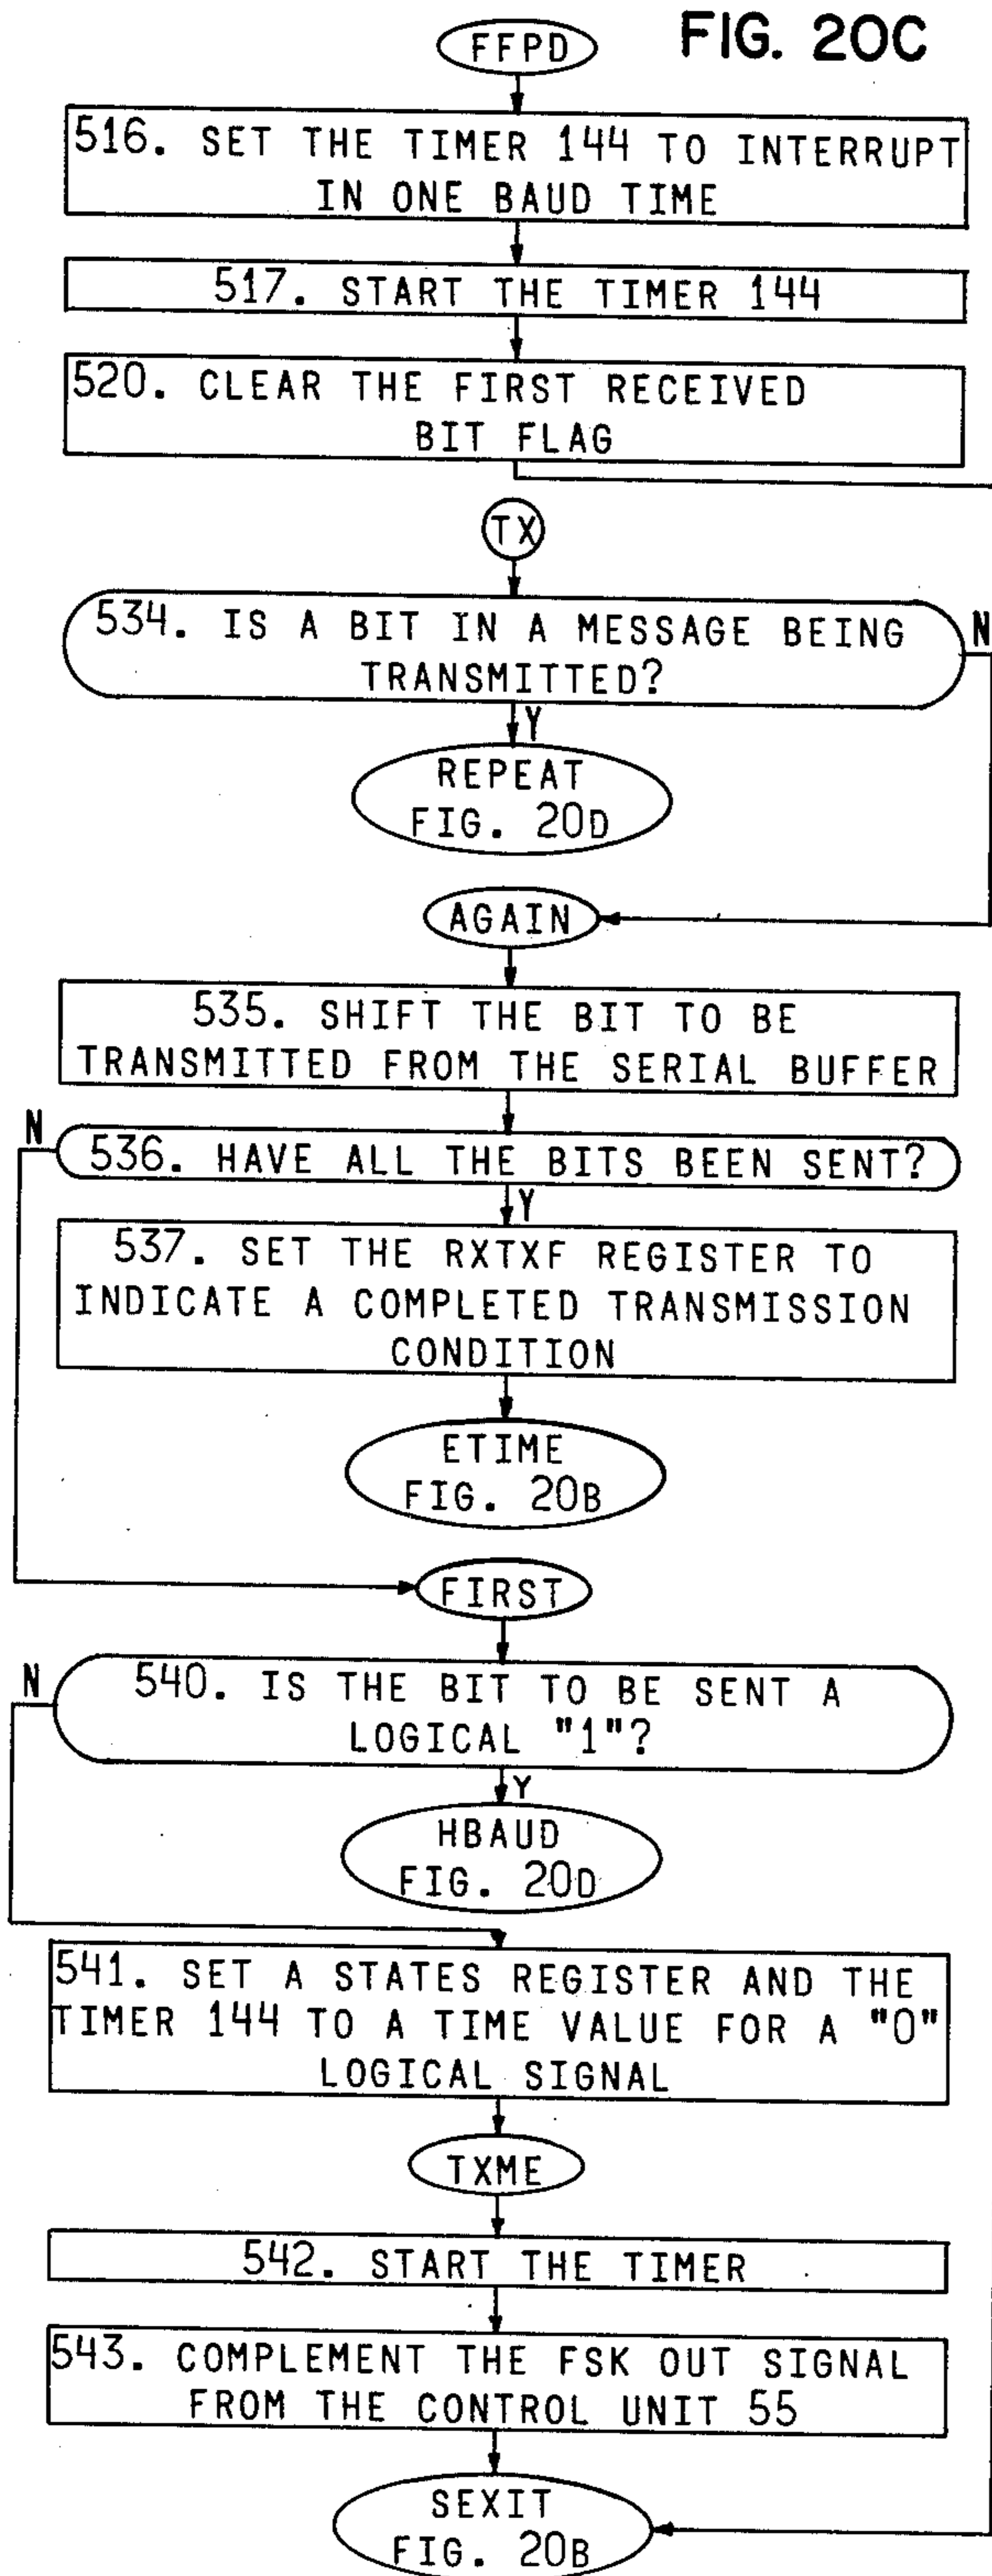 FIG. 20C
FFPD
516. SET THE TIMER 144 TO INTERRUPT
IN ONE BAUD TIME
517. START THE TIMER 144
520. CLEAR THE FIRST RECEIVED
BIT FLAG
TX
534. IS A BIT IN A MESSAGE BEING
TRANSMITTED?
N
Y
REPEAT
FIG. 20D
AGAIN
535. SHIFT THE BIT TO BE
TRANSMITTED FROM THE SERIAL BUFFER
N
536. HAVE ALL THE BITS BEEN SENT?
Y
537. SET THE RXTXF REGISTER TO
INDICATE A COMPLETED TRANSMISSION
CONDITION
ETIME
FIG. 20B
FIRST
N
540. IS THE BIT TO BE SENT A
LOGICAL "1"?
Y
HBAUD
FIG. 20D
541. SET A STATES REGISTER AND THE
TIMER 144 TO A TIME VALUE FOR A "0"
LOGICAL SIGNAL
TXME
542. START THE TIMER
543. COMPLEMENT THE FSK OUT SIGNAL
FROM THE CONTROL UNIT 55
SEXIT
FIG. 20B